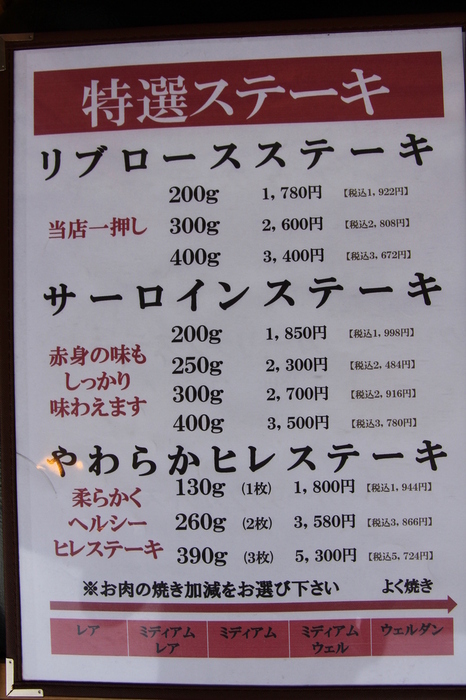 特選ステーキ
リブロースステーキ
200g 1,780円 【税込1,922円】
当店一押し 300g 2,600円 【税込2,808円】
400g 3,400円 【税込3,672円】
サーロインステーキ
200g 1,850円 【税込1,998円】
赤身の味も 250g 2,300円 【税込2,484円】
しっかり
味わえます 300g 2,700円 【税込2,916円】
400g 3,500円 【税込3,780円】
やわらかヒレステーキ
柔らかく 130g (1枚) 1,800円 【税込1,944円】
ヘルシー 260g (2枚) 3,580円 【税込3,866円】
ヒレステーキ 390g (3枚) 5,300円 【税込5,724円】
※お肉の焼き加減をお選び下さい よく焼き
レア ミディアムレア ミディアム ミディアムウェル ウェルダン